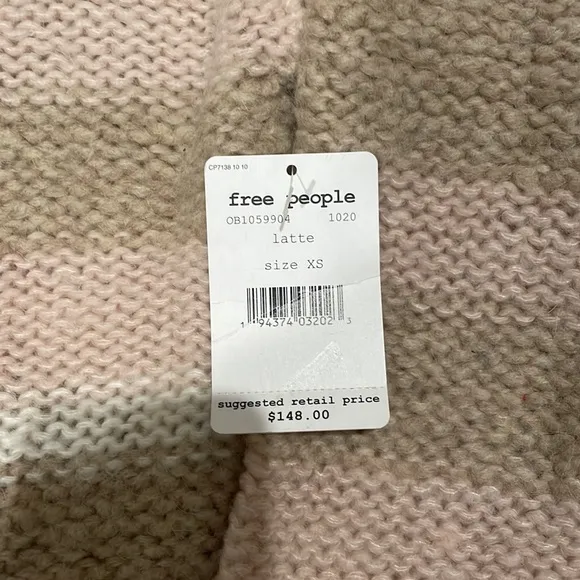 CP7138 10 10
free people
OB1059904 1020
latte
size XS
1 94374 03202 3
suggested retail price
$148.00